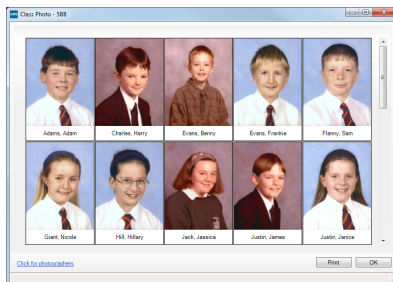 Class Photo - 5BB
Adams, Adam
Charles, Harry
Evans, Benny
Evans, Frankie
Flanny, Sam
Giant, Nicole
Hill, Hillary
Jack, Jessica
Justin, James
Justin, Janice
Click for photographers
Print
OK